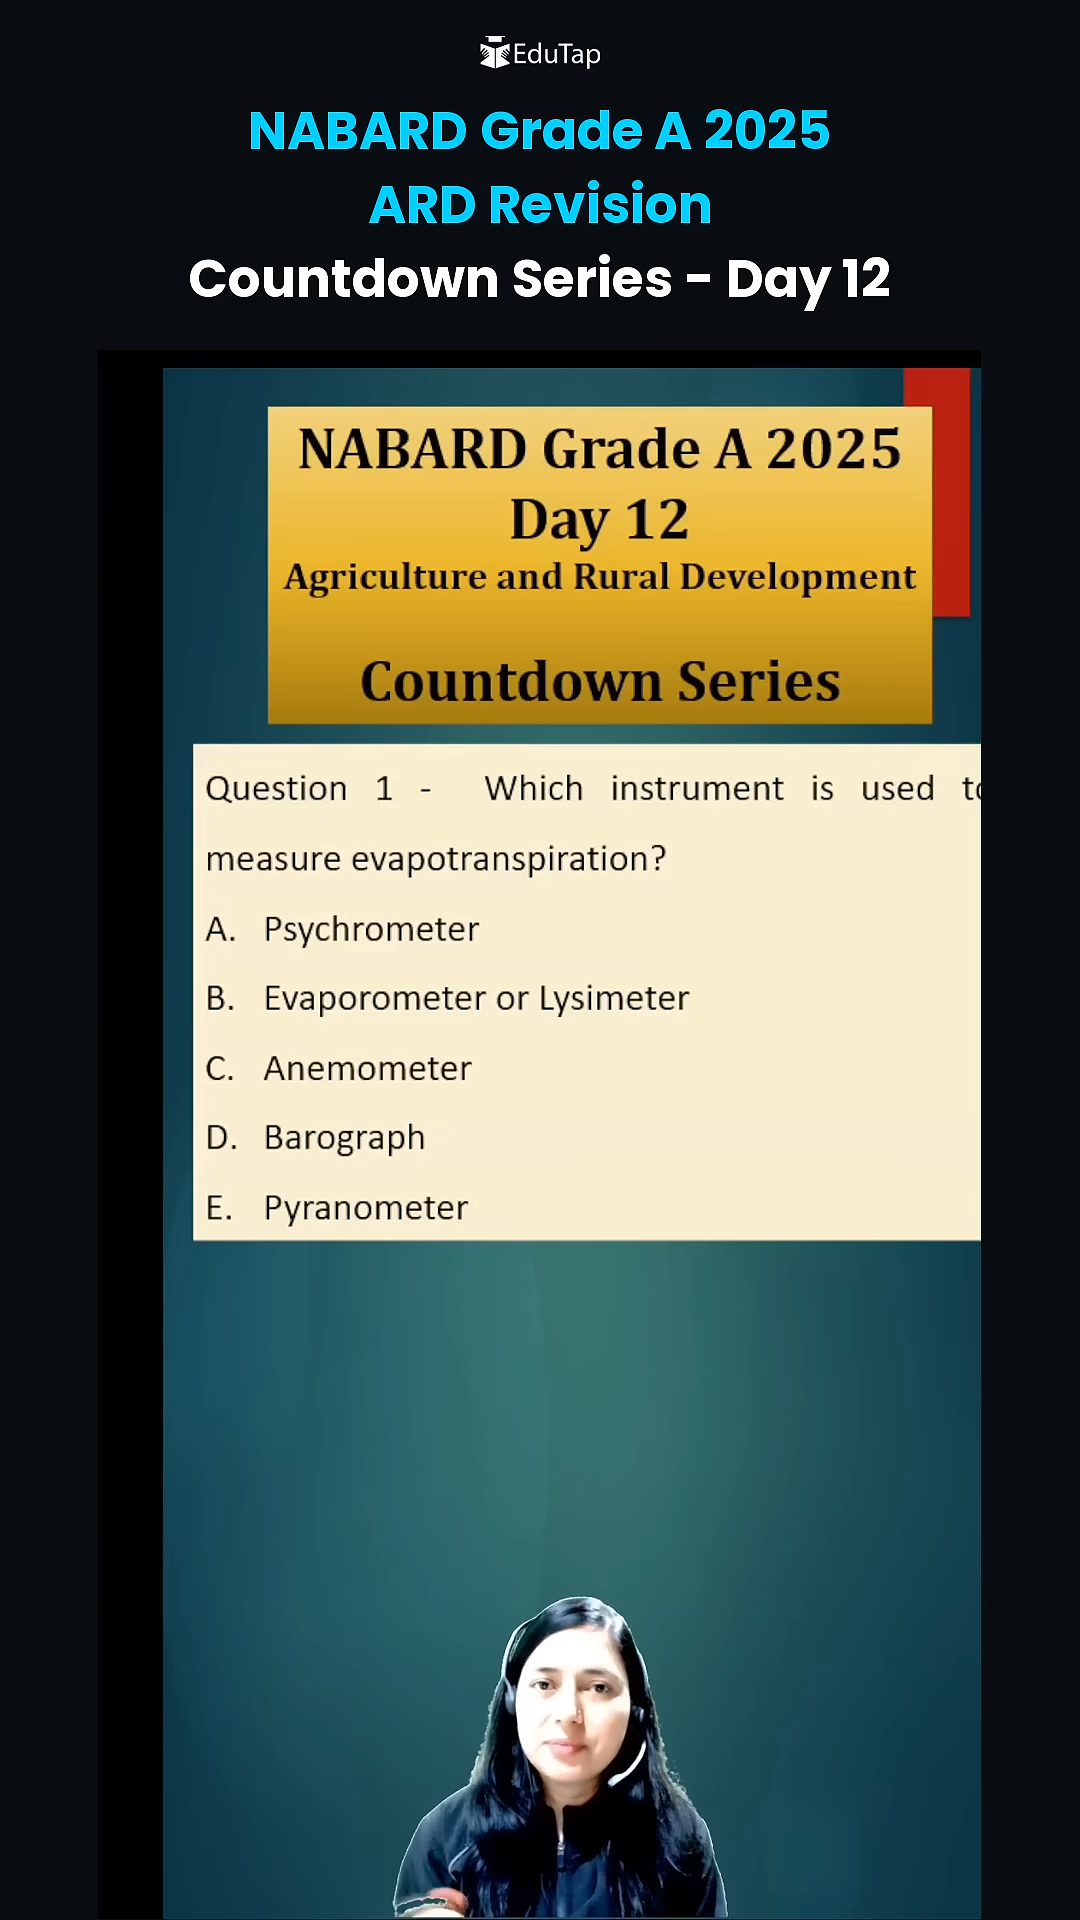 EduTap
NABARD Grade A 2025
ARD Revision
Countdown Series - Day 12
NABARD Grade A 2025
Day 12
Agriculture and Rural Development
Countdown Series
Question 1 - Which instrument is used to
measure evapotranspiration?
A. Psychrometer
B. Evaporometer or Lysimeter
C. Anemometer
D. Barograph
E. Pyranometer